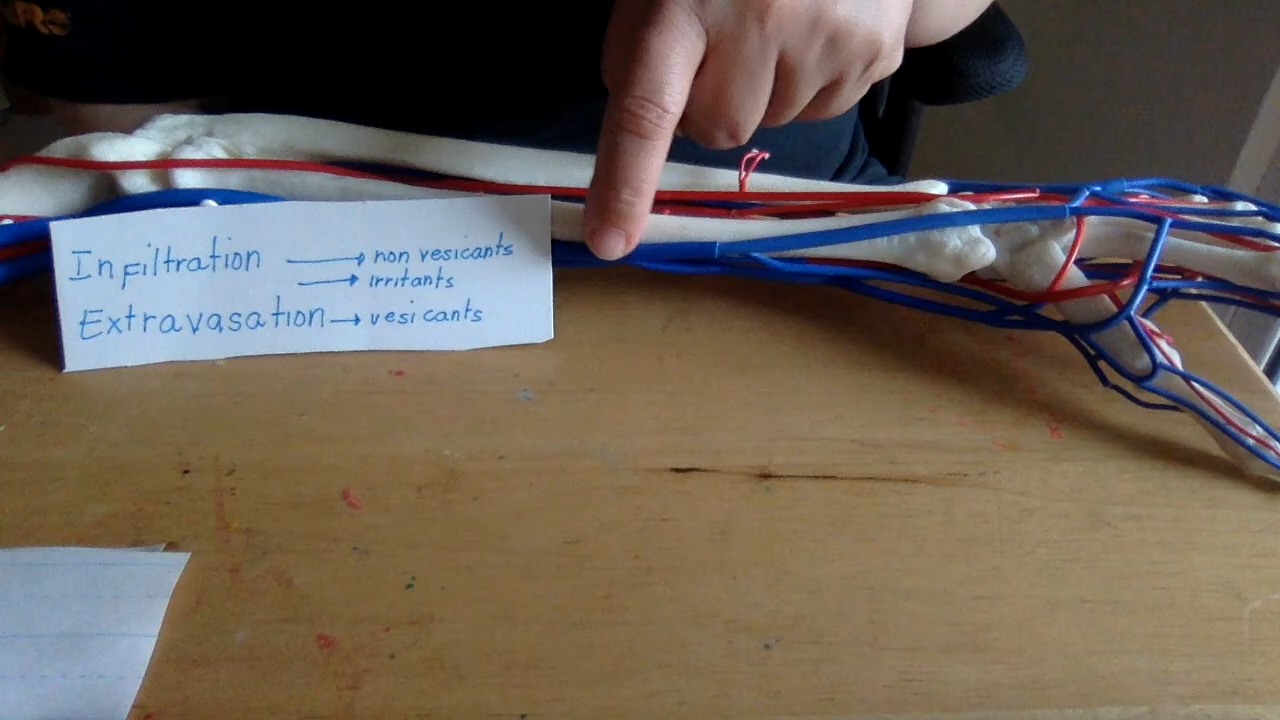 Infiltration → non vesicants
→ irritants
Extravasation → vesicants